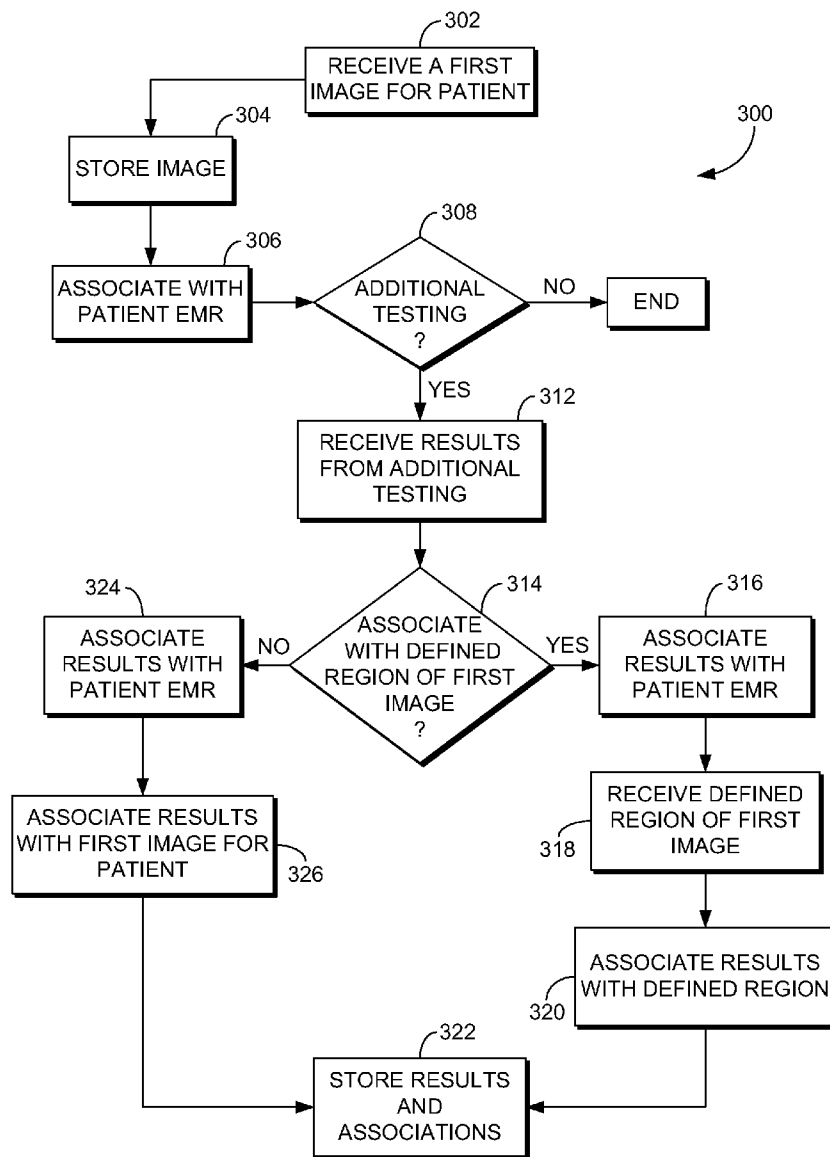 302
RECEIVE A FIRST
IMAGE FOR PATIENT
304
STORE IMAGE
300
306
ASSOCIATE WITH
PATIENT EMR
308
ADDITIONAL
TESTING
?
NO
END
YES
312
RECEIVE RESULTS
FROM ADDITIONAL
TESTING
314
ASSOCIATE
WITH DEFINED
REGION OF FIRST
IMAGE
?
NO
YES
324
ASSOCIATE
RESULTS WITH
PATIENT EMR
316
ASSOCIATE
RESULTS WITH
PATIENT EMR
ASSOCIATE RESULTS
WITH FIRST IMAGE FOR
PATIENT
326
RECEIVE DEFINED
REGION OF FIRST
IMAGE
318
ASSOCIATE RESULTS
WITH DEFINED REGION
320
322
STORE RESULTS
AND
ASSOCIATIONS